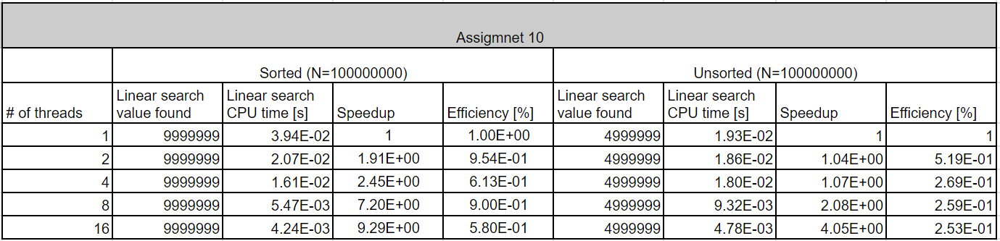 Assigmnet 10
Sorted (N=100000000) Unsorted (N=100000000)
Linear search Linear search Linear search Linear search
# of threads value found CPU time [s] Speedup Efficiency [%] value found CPU time [s] Speedup Efficiency [%]
1 9999999 3.94E-02 1 1.00E+00 4999999 1.93E-02 1 1
2 9999999 2.07E-02 1.91E+00 9.54E-01 4999999 1.86E-02 1.04E+00 5.19E-01
4 9999999 1.61E-02 2.45E+00 6.13E-01 4999999 1.80E-02 1.07E+00 2.69E-01
8 9999999 5.47E-03 7.20E+00 9.00E-01 4999999 9.32E-03 2.08E+00 2.59E-01
16 9999999 4.24E-03 9.29E+00 5.80E-01 4999999 4.78E-03 4.05E+00 2.53E-01